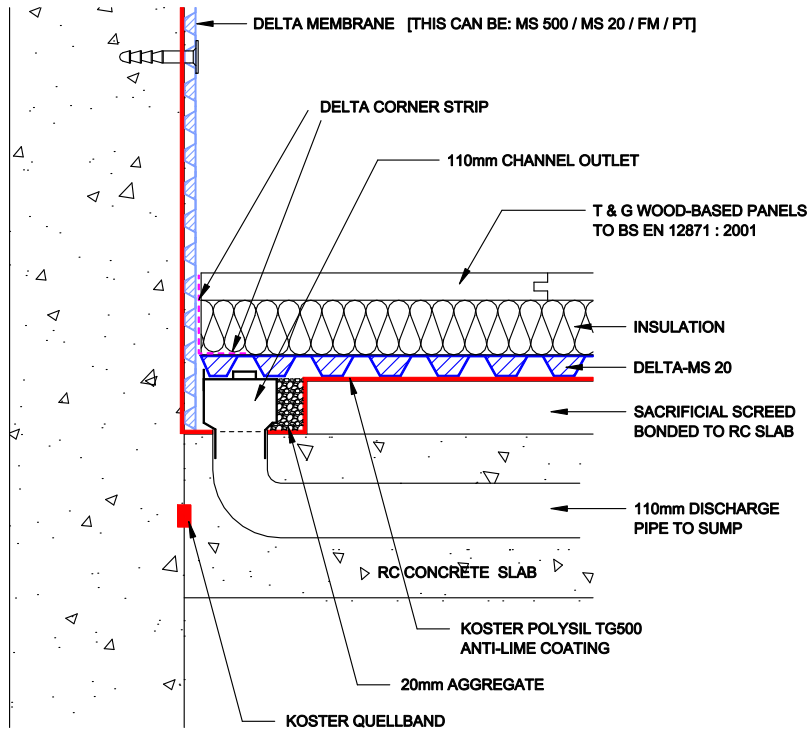 DELTA MEMBRANE [THIS CAN BE: MS 500 / MS 20 / FM / PT]
DELTA CORNER STRIP
110mm CHANNEL OUTLET
T & G WOOD-BASED PANELS
TO BS EN 12871 : 2001
INSULATION
DELTA-MS 20
SACRIFICIAL SCREED
BONDED TO RC SLAB
110mm DISCHARGE
PIPE TO SUMP
RC CONCRETE SLAB
KOSTER POLYSIL TG500
ANTI-LIME COATING
20mm AGGREGATE
KOSTER QUELLBAND